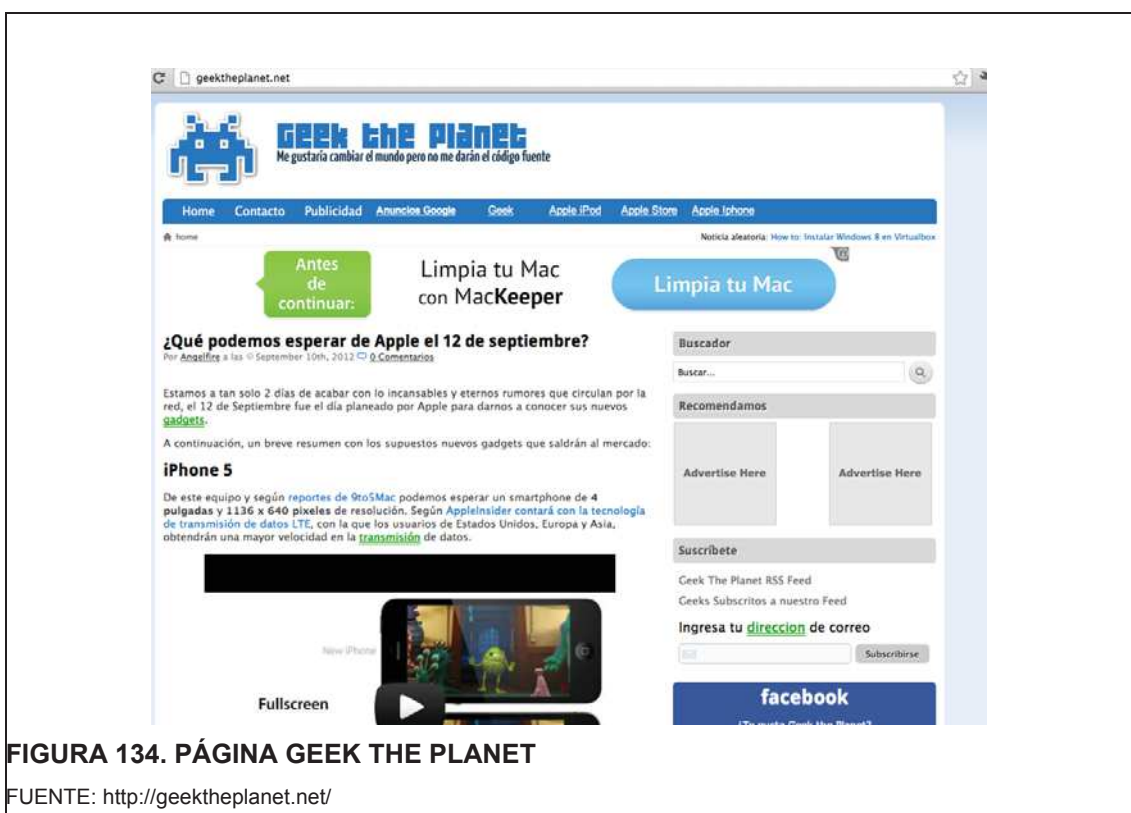 geektheplanet.net
GEEK THE PLANET
Me gustaría cambiar el mundo pero no me darán el código fuente
Home Contacto Publicidad Anuncios Google Geek Apple iPod Apple Store Apple Iphone
home
Noticia aleatoria: How to: Instalar Windows 8 en Virtualbox
Antes
de
continuar:
Limpia tu Mac
con MacKeeper
Limpia tu Mac
¿Qué podemos esperar de Apple el 12 de septiembre?
Por Angelfire a las September 10th, 2012 0 Comentarios
Estamos a tan solo 2 días de acabar con lo incansables y eternos rumores que circulan por la
red, el 12 de Septiembre fue el día planeado por Apple para darnos a conocer sus nuevos
gadgets.
A continuación, un breve resumen con los supuestos nuevos gadgets que saldrán al mercado:
iPhone 5
De este equipo y según reportes de 9to5Mac podemos esperar un smartphone de 4
pulgadas y 1136 x 640 pixeles de resolución. Según AppleInsider contará con la tecnología
de transmisión de datos LTE, con la que los usuarios de Estados Unidos, Europa y Asia,
obtendrán una mayor velocidad en la transmisión de datos.
New iPhone
Fullscreen
Buscador
Buscar...
Recomendamos
Advertise Here
Advertise Here
Suscríbete
Geek The Planet RSS Feed
Geeks Subscritos a nuestro Feed
Ingresa tu direccion de correo
Subscribirse
facebook
¿Te gusta Geek the Planet?
FIGURA 134. PÁGINA GEEK THE PLANET
FUENTE: http://geektheplanet.net/